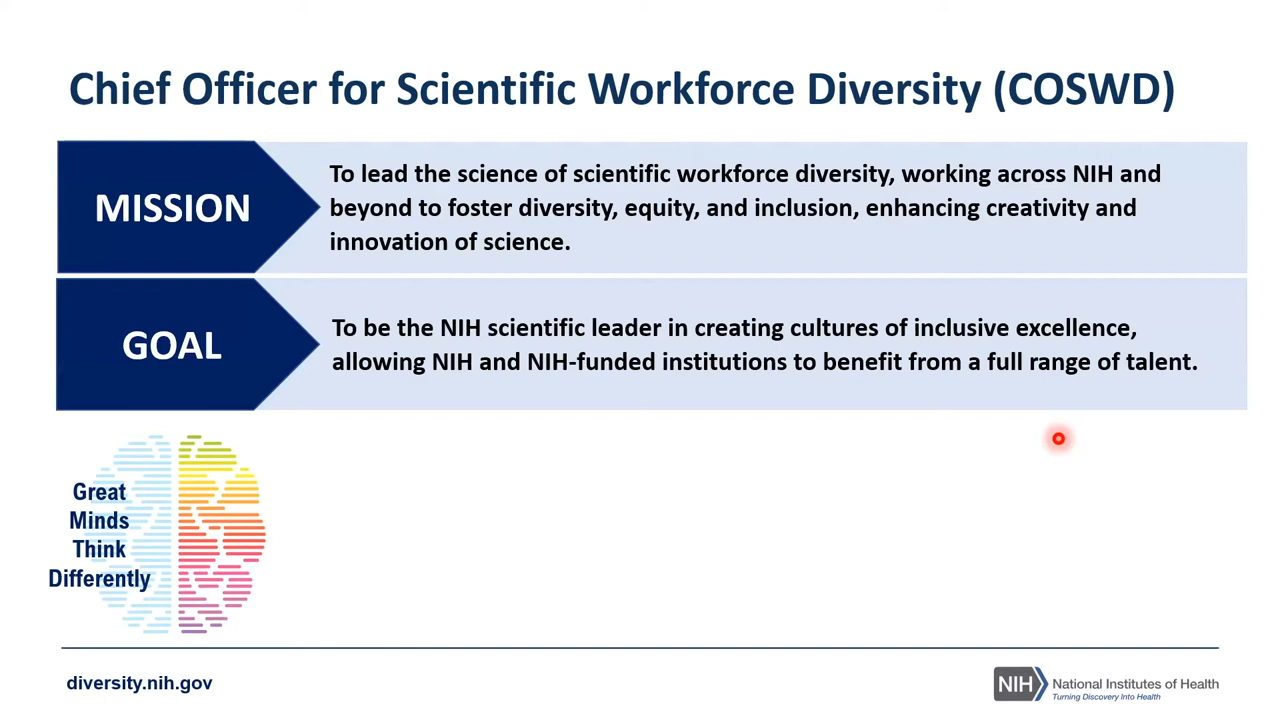 Chief Officer for Scientific Workforce Diversity (COSWD)
MISSION
To lead the science of scientific workforce diversity, working across NIH and
beyond to foster diversity, equity, and inclusion, enhancing creativity and
innovation of science.
GOAL
To be the NIH scientific leader in creating cultures of inclusive excellence,
allowing NIH and NIH-funded institutions to benefit from a full range of talent.
Great
Minds
Think
Differently
diversity.nih.gov
NIH National Institutes of Health
Turning Discovery Into Health